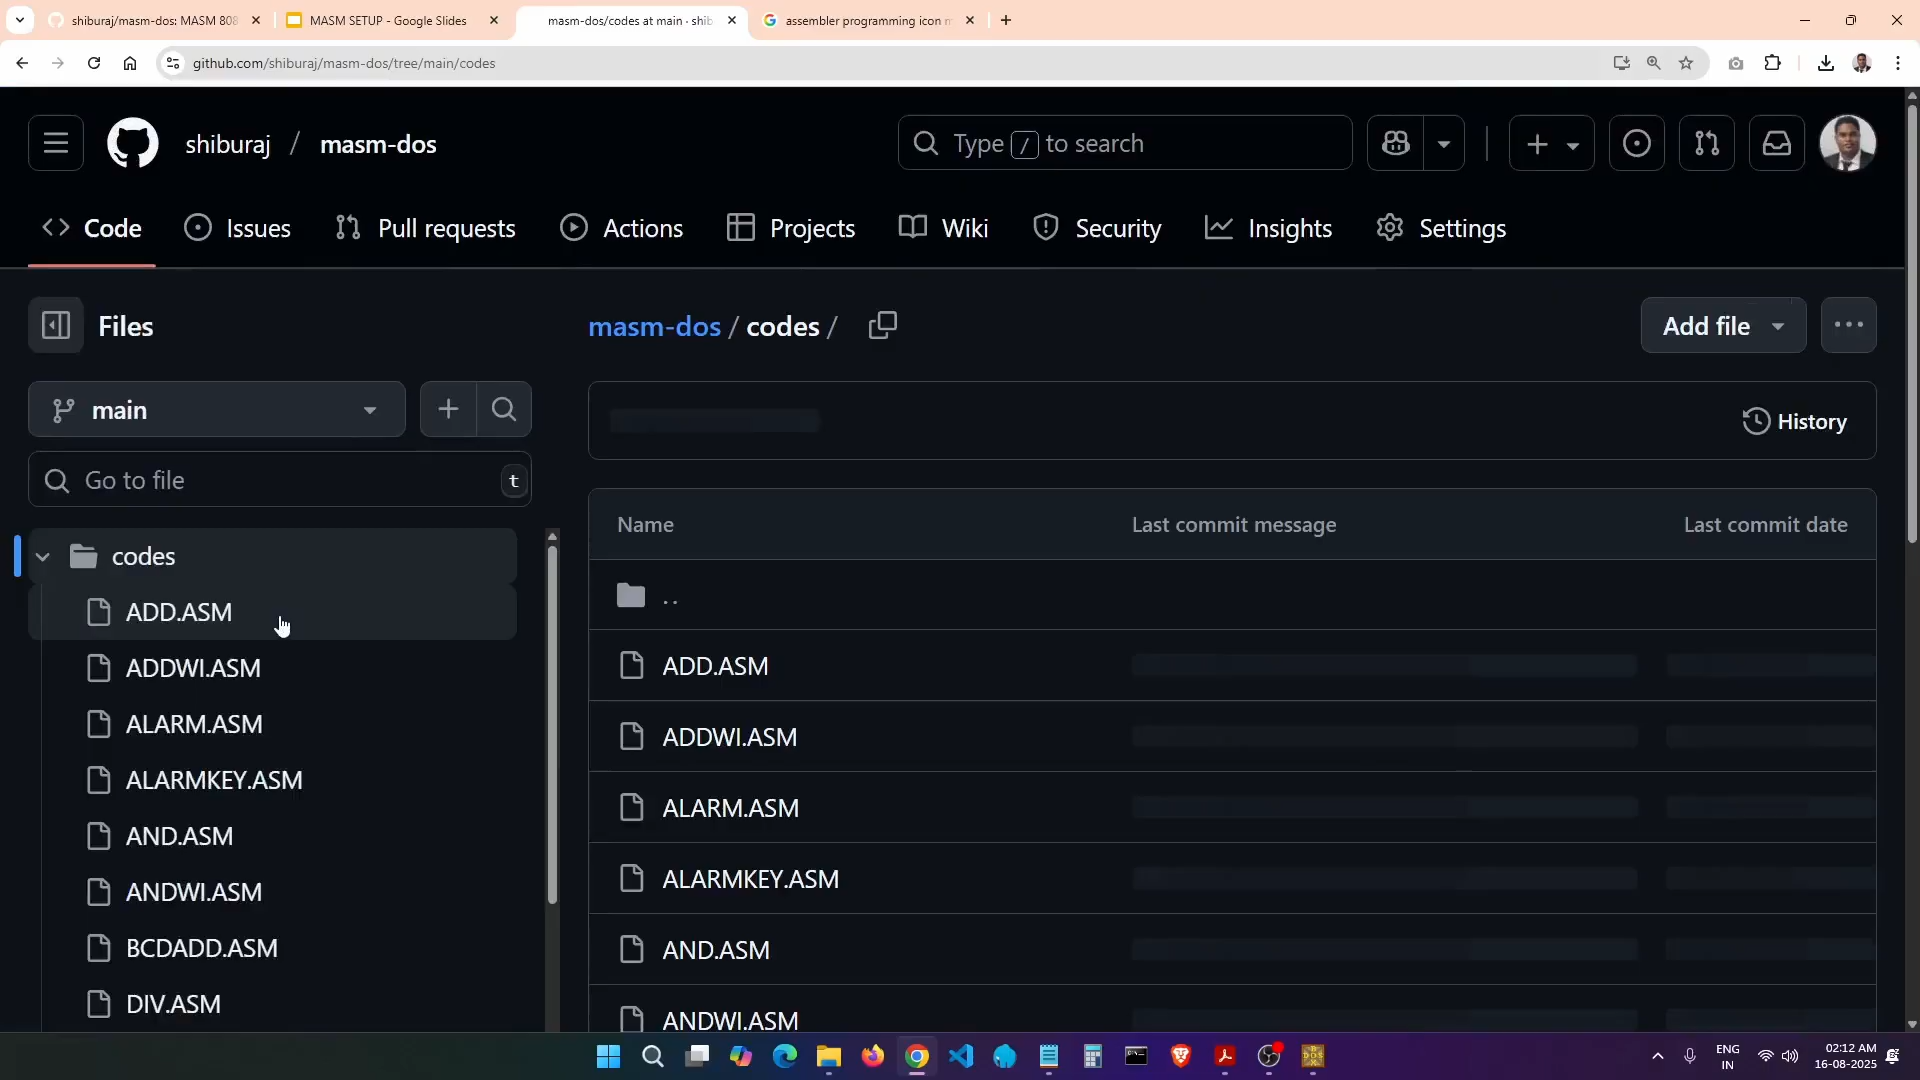 shiburaj/masm-dos: MASM 808
MASM SETUP - Google Slides
masm-dos/codes at main · shib
assembler programming icon m
github.com/shiburaj/masm-dos/tree/main/codes
shiburaj / masm-dos
Type / to search
Code
Issues
Pull requests
Actions
Projects
Wiki
Security
Insights
Settings
Files
masm-dos / codes /
Add file
main
History
Go to file
t
Name
Last commit message
Last commit date
codes
ADD.ASM
ADDWI.ASM
ALARM.ASM
ALARMKEY.ASM
AND.ASM
ANDWI.ASM
BCDADD.ASM
DIV.ASM
..
ADD.ASM
ADDWI.ASM
ALARM.ASM
ALARMKEY.ASM
AND.ASM
ANDWI.ASM
ENG
IN
02:12 AM
16-08-2025